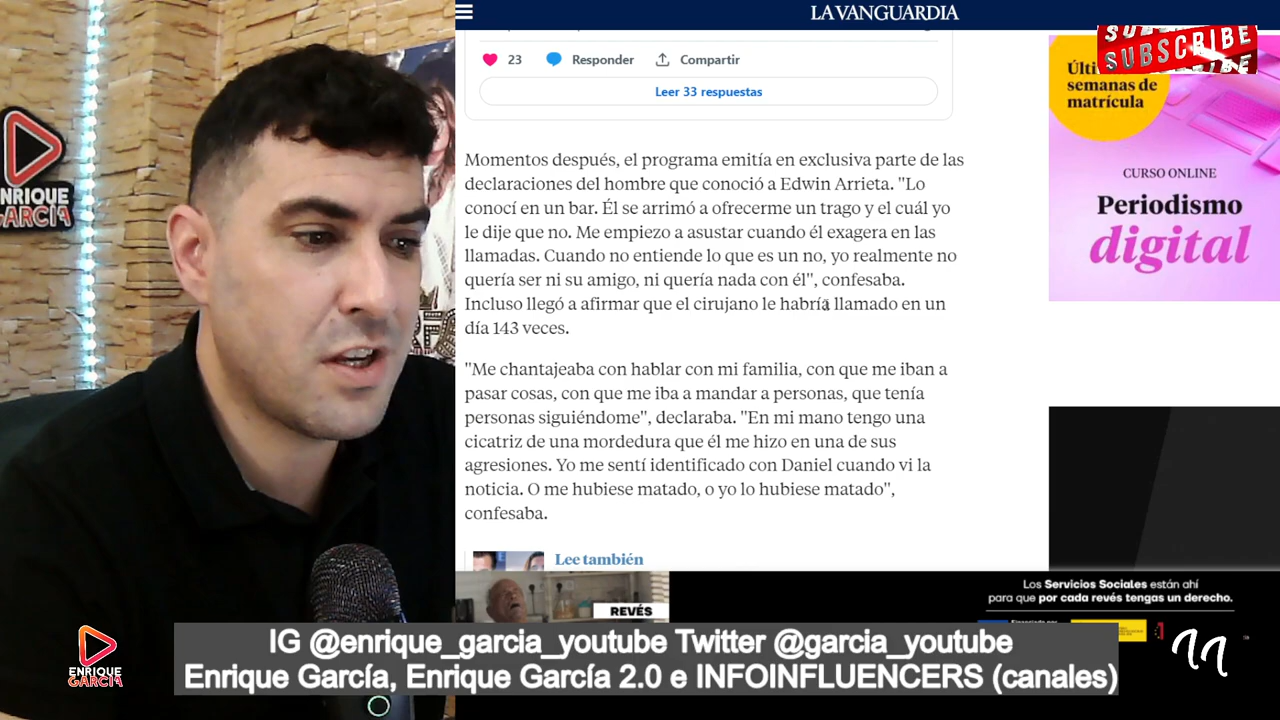 LA VANGUARDIA
SUBSCRIBE
SUBSCRIBE
SUBSCRIBE
23 Responder Compartir
Leer 33 respuestas
Momentos después, el programa emitía en exclusiva parte de las
declaraciones del hombre que conoció a Edwin Arrieta. "Lo
conocí en un bar. Él se arrimó a ofrecerme un trago y el cuál yo
le dije que no. Me empiezo a asustar cuando él exagera en las
llamadas. Cuando no entiende lo que es un no, yo realmente no
quería ser ni su amigo, ni quería nada con él", confesaba.
Incluso llegó a afirmar que el cirujano le habría llamado en un
día 143 veces.
"Me chantajeaba con hablar con mi familia, con que me iban a
pasar cosas, con que me iba a mandar a personas, que tenía
personas siguiéndome", declaraba. "En mi mano tengo una
cicatriz de una mordedura que él me hizo en una de sus
agresiones. Yo me sentí identificado con Daniel cuando vi la
noticia. O me hubiese matado, o yo lo hubiese matado",
confesaba.
Lee también
semanas de
matrícula
CURSO ONLINE
Periodismo
digital
ENRIQUE
GARCÍA
REVÉS
Los Servicios Sociales están ahí
para que por cada revés tengas un derecho.
IG @enrique_garcia_youtube Twitter @garcia_youtube
Enrique García, Enrique García 2.0 e INFOINFLUENCERS (canales)
ENRIQUE
GARCÍA